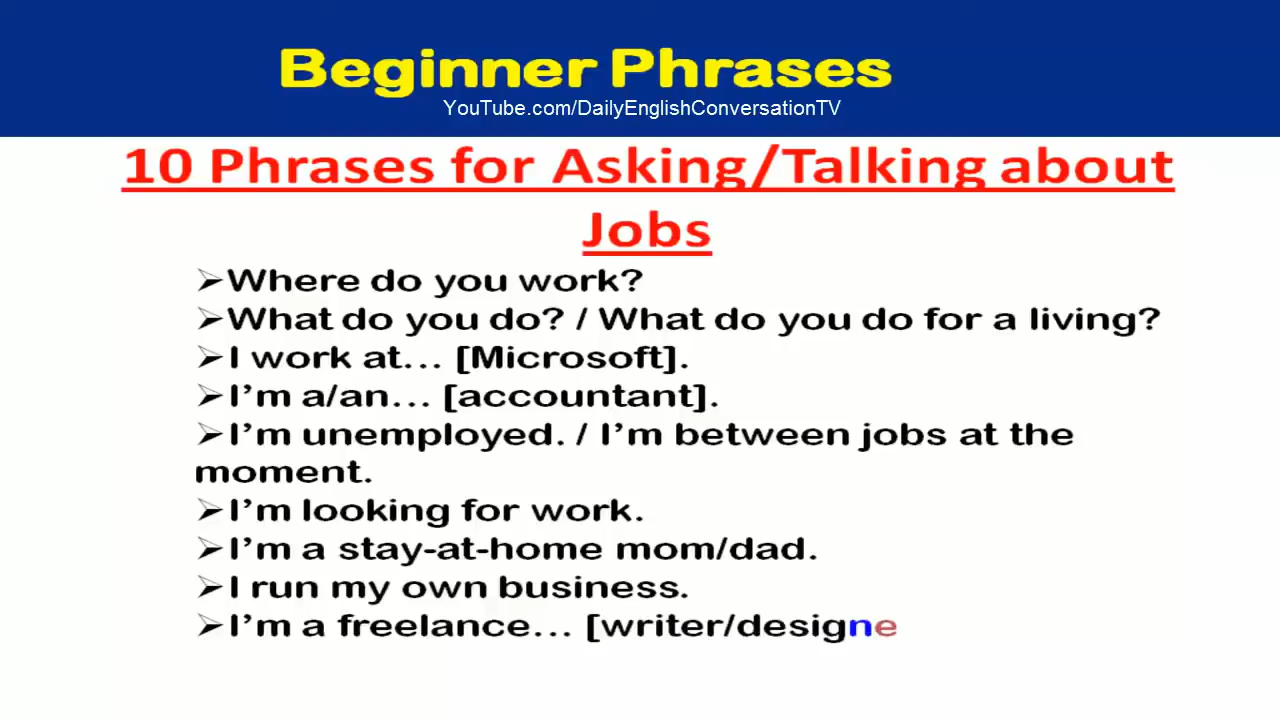 Beginner Phrases
YouTube.com/DailyEnglishConversationTV
10 Phrases for Asking/Talking about
Jobs
➢Where do you work?
➢What do you do? / What do you do for a living?
➢I work at… [Microsoft].
➢I’m a/an… [accountant].
➢I’m unemployed. / I’m between jobs at the
moment.
➢I’m looking for work.
➢I’m a stay-at-home mom/dad.
➢I run my own business.
➢I’m a freelance… [writer/designe